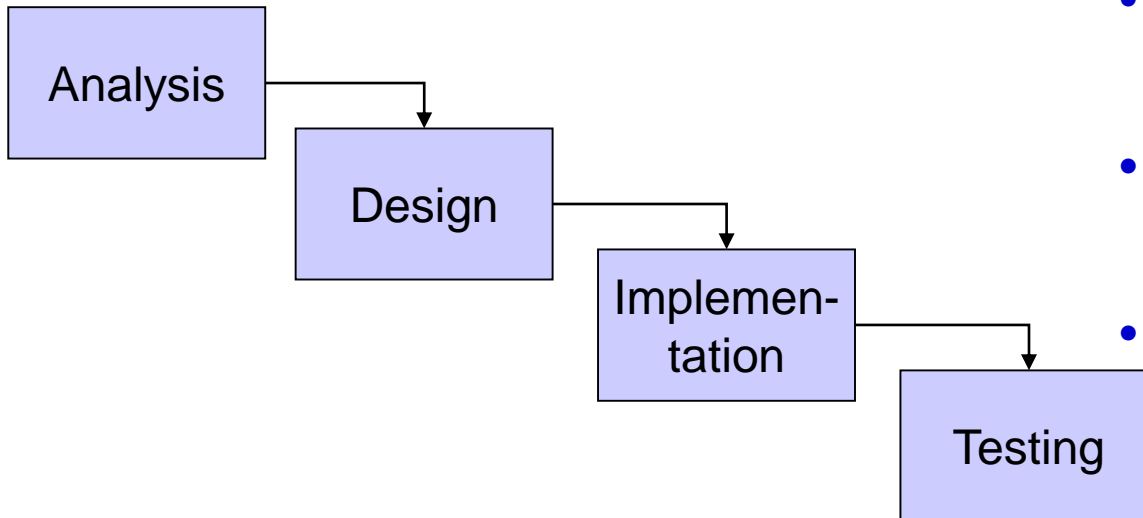 Analysis
Design
Implemen-
tation
Testing